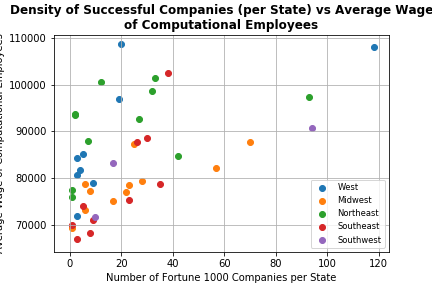 Density of Successful Companies (per State) vs Average Wage
of Computational Employees
Average Wage of Computational Employees
110000
100000
90000
80000
70000
0
20
40
60
80
100
120
West
Midwest
Northeast
Southeast
Southwest
Number of Fortune 1000 Companies per State